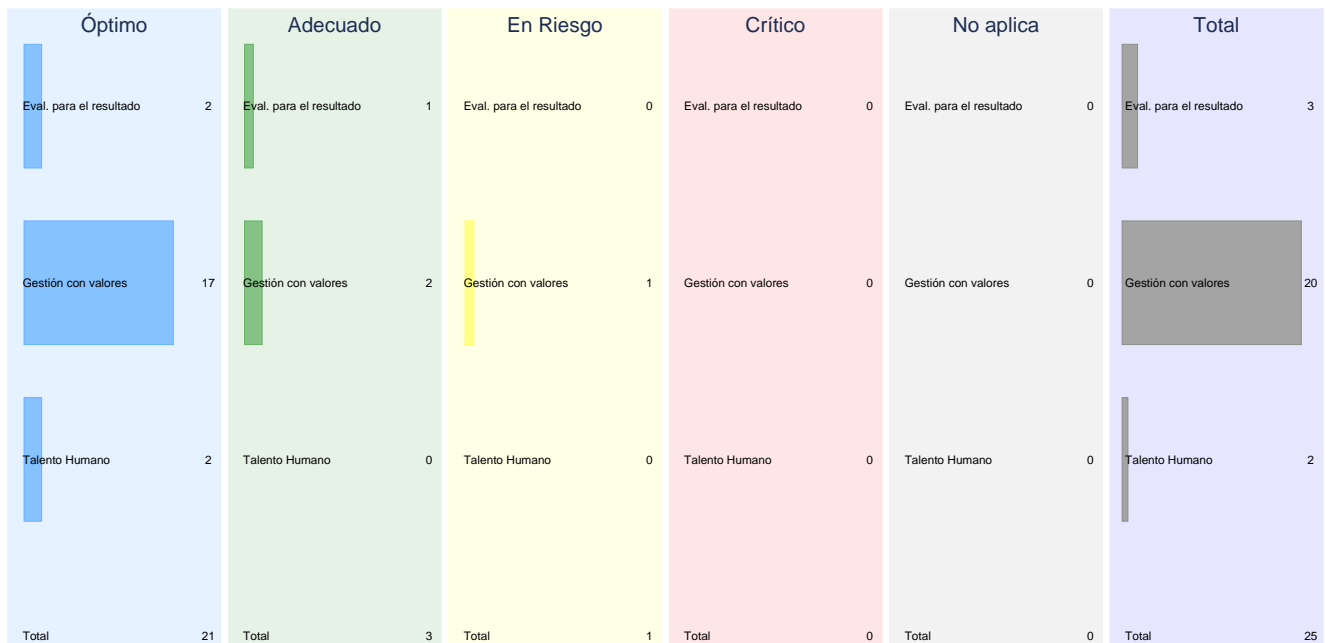 Óptimo Adecuado En Riesgo Crítico No aplica Total
Eval. para el resultado 2 Eval. para el resultado 1 Eval. para el resultado 0 Eval. para el resultado 0 Eval. para el resultado 0 Eval. para el resultado 3
Gestión con valores 17 Gestión con valores 2 Gestión con valores 1 Gestión con valores 0 Gestión con valores 0 Gestión con valores 20
Talento Humano 2 Talento Humano 0 Talento Humano 0 Talento Humano 0 Talento Humano 0 Talento Humano 2
Total 21 Total 3 Total 1 Total 0 Total 0 Total 25